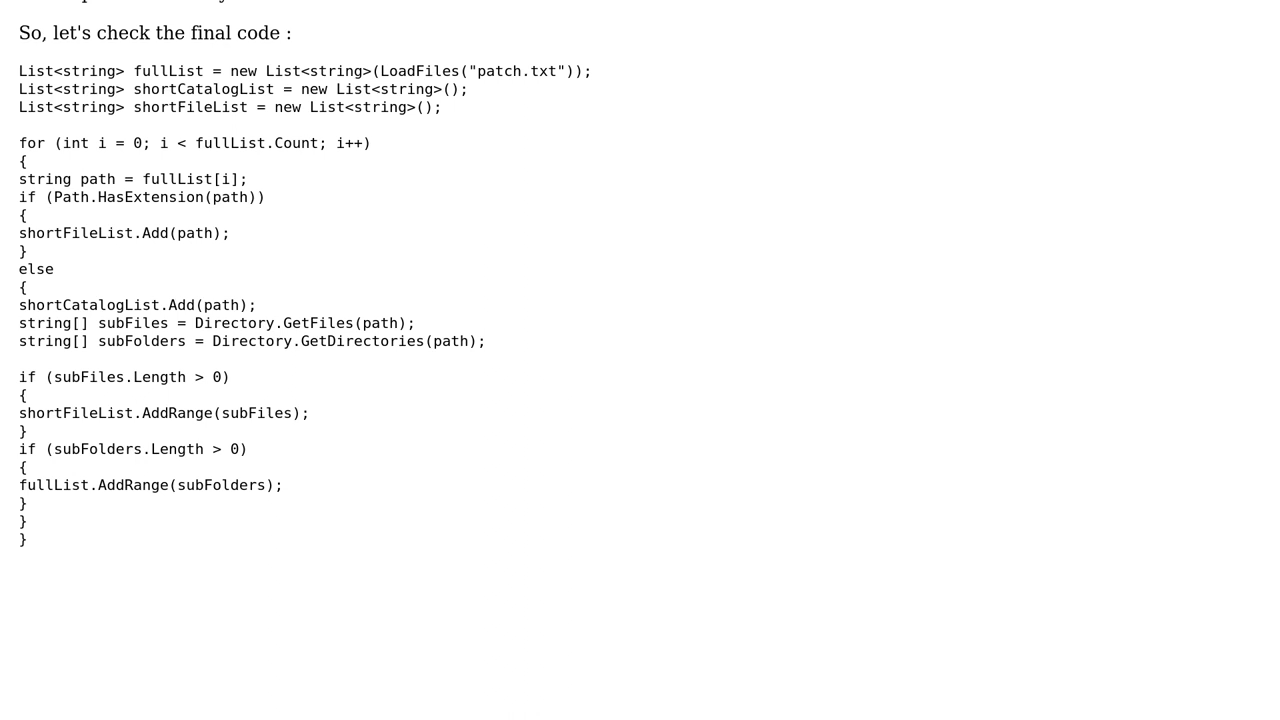 So, let's check the final code :
List<string> fullList = new List<string>(LoadFiles("patch.txt"));
List<string> shortCatalogList = new List<string>();
List<string> shortFileList = new List<string>();
for (int i = 0; i < fullList.Count; i++)
{
string path = fullList[i];
if (Path.HasExtension(path))
{
shortFileList.Add(path);
}
else
{
shortCatalogList.Add(path);
string[] subFiles = Directory.GetFiles(path);
string[] subFolders = Directory.GetDirectories(path);
if (subFiles.Length > 0)
{
shortFileList.AddRange(subFiles);
}
if (subFolders.Length > 0)
{
fullList.AddRange(subFolders);
}
}
}